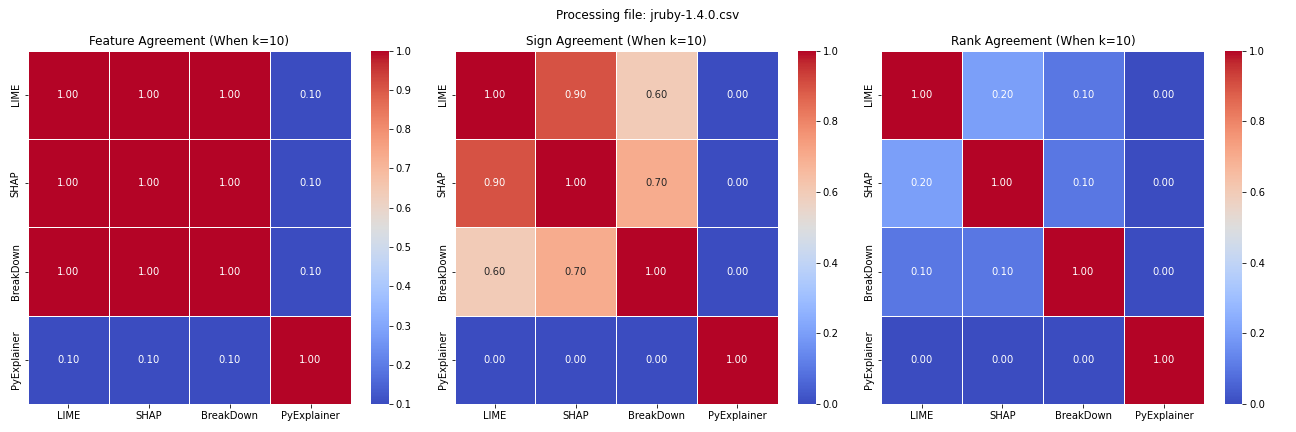 Processing file: jruby-1.4.0.csv
Feature Agreement (When k=10)
LIME 1.00 1.00 1.00 0.10
SHAP 1.00 1.00 1.00 0.10
BreakDown 1.00 1.00 1.00 0.10
PyExplainer 0.10 0.10 0.10 1.00
LIME SHAP BreakDown PyExplainer
1.0
0.9
0.8
0.7
0.6
0.5
0.4
0.3
0.2
0.1
Sign Agreement (When k=10)
LIME 1.00 0.90 0.60 0.00
SHAP 0.90 1.00 0.70 0.00
BreakDown 0.60 0.70 1.00 0.00
PyExplainer 0.00 0.00 0.00 1.00
LIME SHAP BreakDown PyExplainer
1.0
0.8
0.6
0.4
0.2
0.0
Rank Agreement (When k=10)
LIME 1.00 0.20 0.10 0.00
SHAP 0.20 1.00 0.10 0.00
BreakDown 0.10 0.10 1.00 0.00
PyExplainer 0.00 0.00 0.00 1.00
LIME SHAP BreakDown PyExplainer
1.0
0.8
0.6
0.4
0.2
0.0